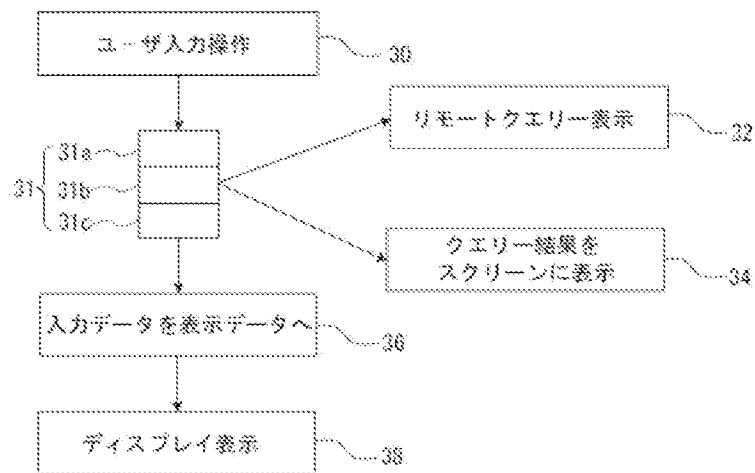 ユーザ入力操作
30
31a
31
31b
31c
リモートクエリー表示
32
クエリー結果を
スクリーンに表示
34
入力データを表示データへ
36
ディスプレイ表示
38